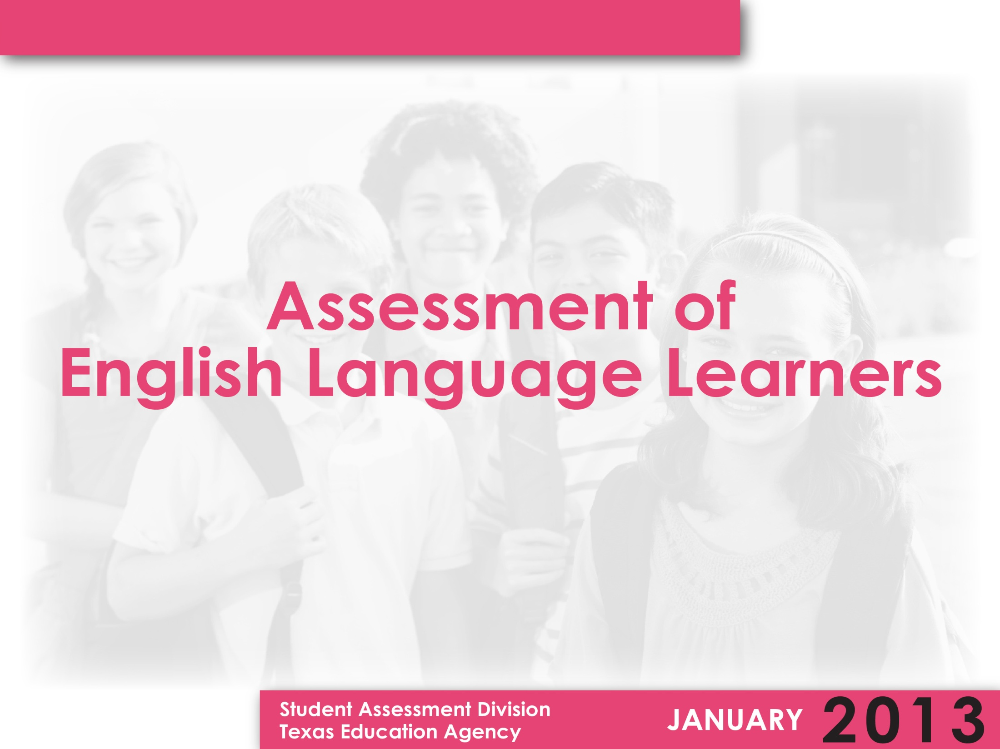 Assessment of
English Language Learners
Student Assessment Division
Texas Education Agency
JANUARY 2013